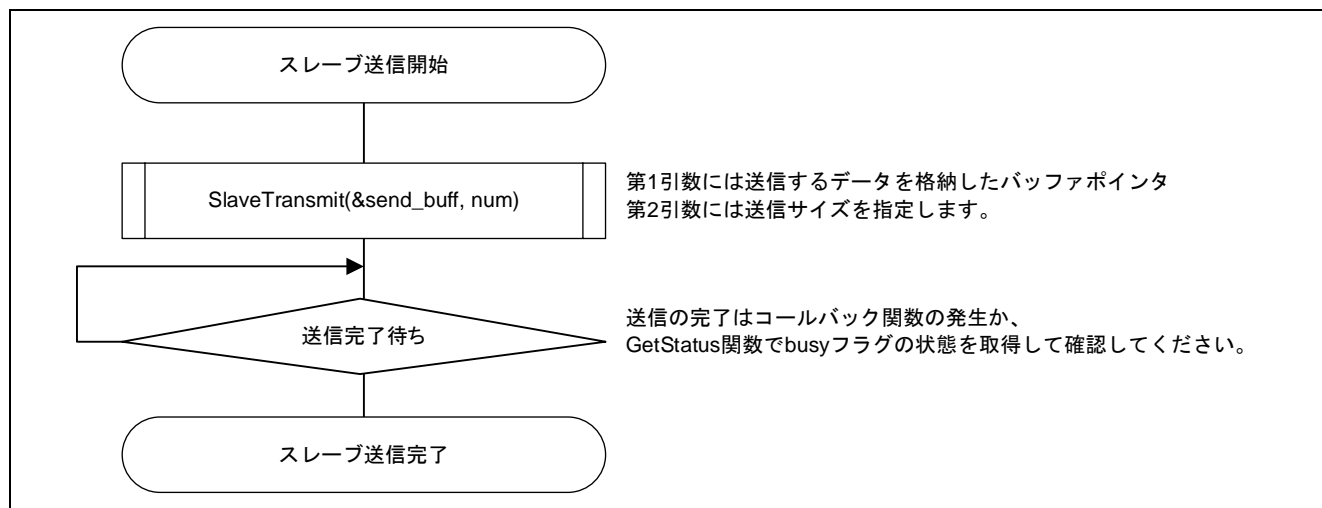 スレーブ送信開始
SlaveTransmit(&send_buff, num)
第1引数には送信するデータを格納したバッファポインタ
第2引数には送信サイズを指定します。
送信完了待ち
送信の完了はコールバック関数の発生か、
GetStatus関数でbusyフラグの状態を取得して確認してください。
スレーブ送信完了